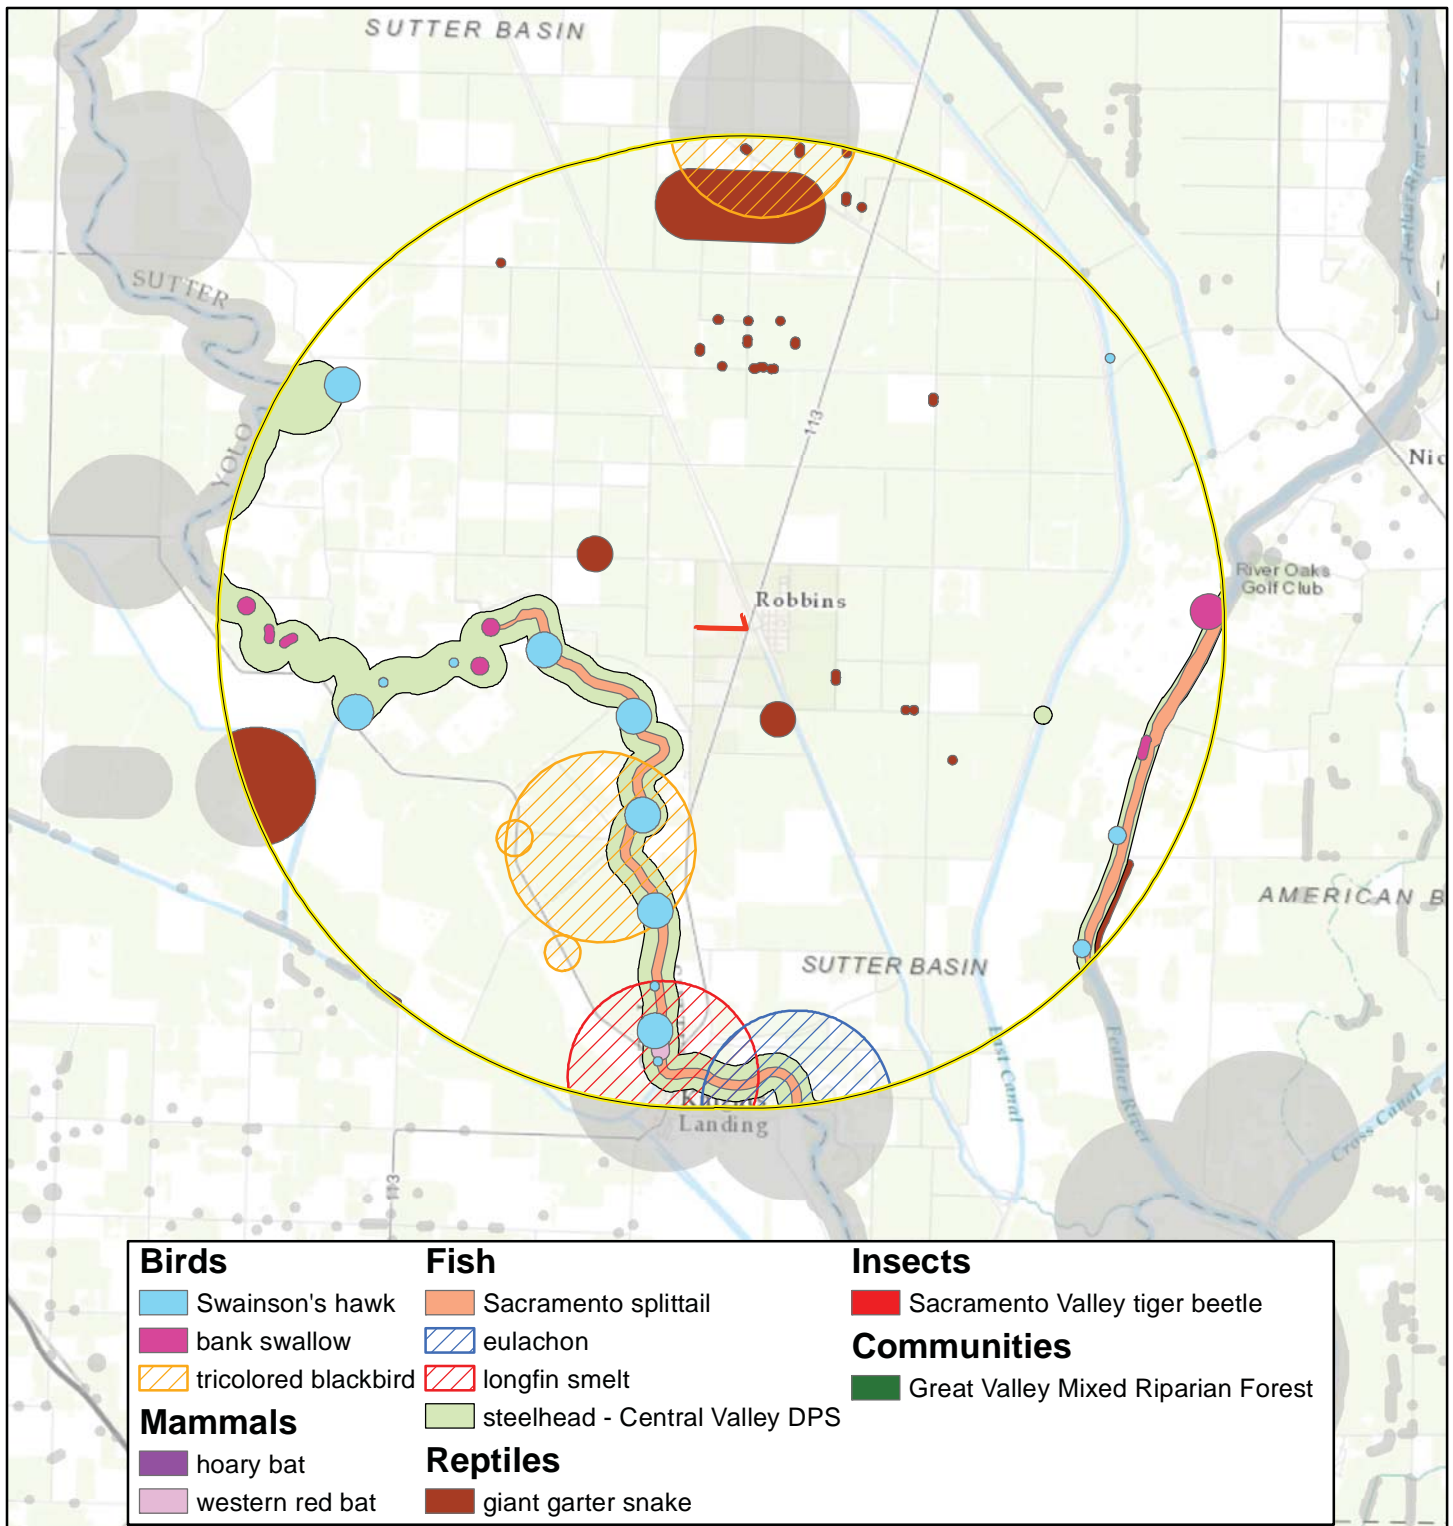 SUTTER BASIN
Feather River
SUTTER
YOLO
113
Nic
River Oaks
Golf Club
Robbins
AMERICAN B
SUTTER BASIN
East Canal
Feather River
Cross Canal
Landing
113
Birds
Swainson's hawk
bank swallow
tricolored blackbird
Mammals
hoary bat
western red bat
Fish
Sacramento splittail
eulachon
longfin smelt
steelhead - Central Valley DPS
Reptiles
giant garter snake
Insects
Sacramento Valley tiger beetle
Communities
Great Valley Mixed Riparian Forest